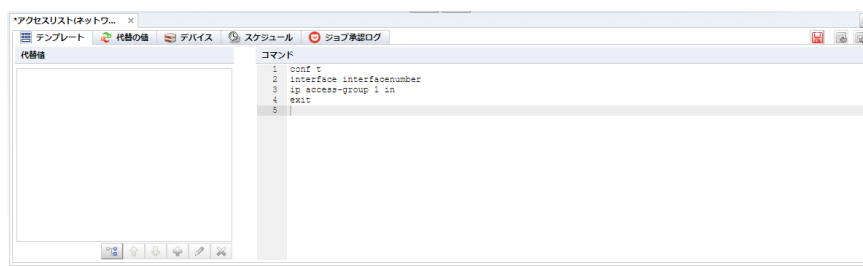 *アクセスリスト(ネットワ... ×
テンプレート 代替の値 デバイス スケジュール ジョブ承認ログ
代替値 コマンド
1 conf t
2 interface interfacenumber
3 ip access-group 1 in
4 exit
5